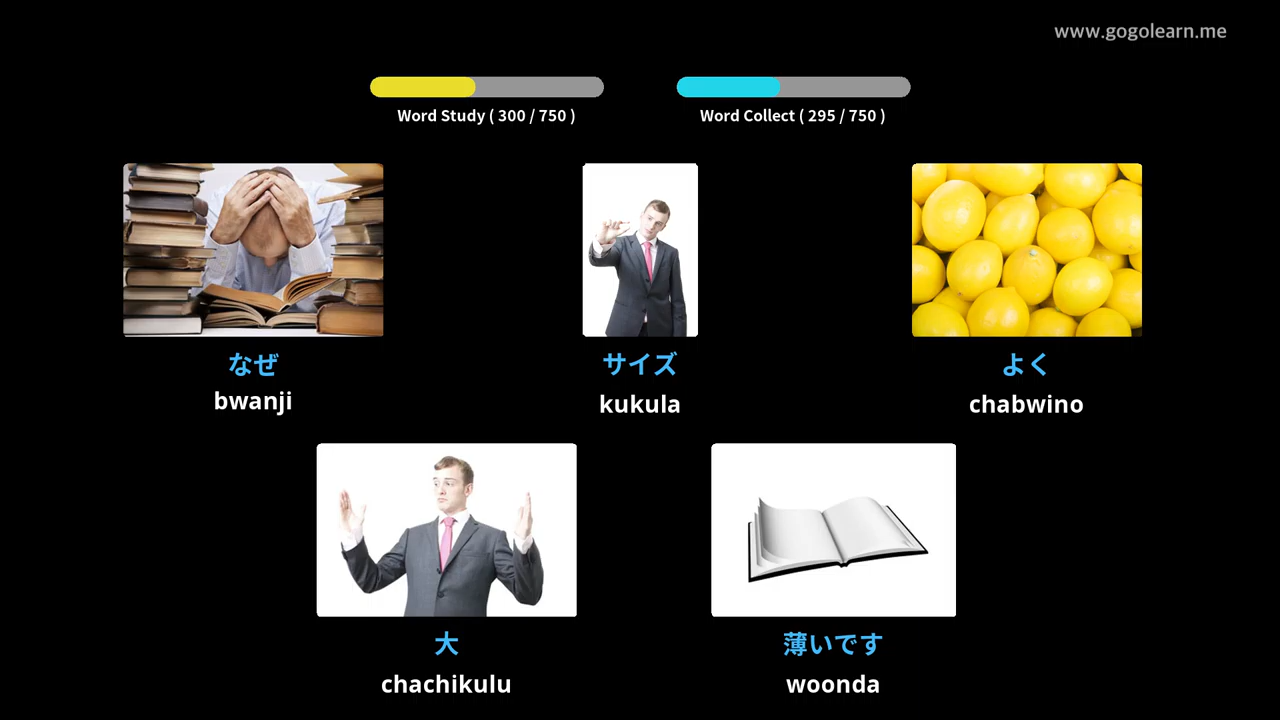 www.gogolearn.me
Word Study ( 300 / 750 )
Word Collect ( 295 / 750 )
なぜ
bwanji
サイズ
kukula
よく
chabwino
大
chachikulu
薄いです
woonda